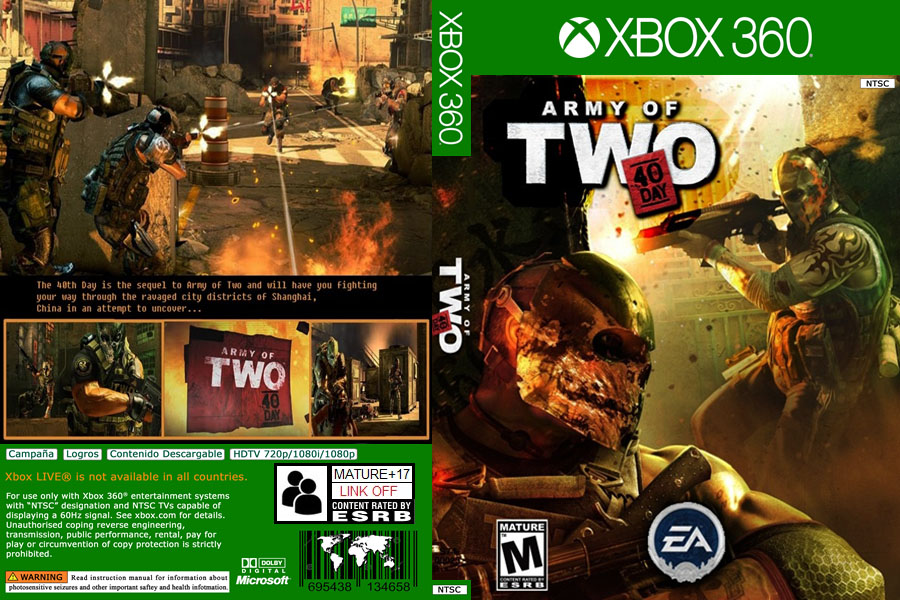 The 40th Day is the sequel to Army of Two and will have you fighting
your way through the ravaged city districts of Shanghai,
China in an attempt to uncover...
ARMY OF
TWO
40
DAY
Campaña
Logros
Contenido Descargable
HDTV 720p/1080i/1080p
Xbox LIVE® is not available in all countries.
For use only with Xbox 360® entertainment systems
with "NTSC" designation and NTSC TVs capable of
displaying a 60Hz signal. See xbox.com for details.
Unauthorised coping reverse engineering,
transmission, public performance, rental, pay for
play or circumvention of copy protection is strictly
prohibited.
WARNING Read instruction manual for information about
photosensitive seizures and other important saftey and health infotmation.
MATURE+17
LINK OFF
CONTENT RATED BY
ESRB
DOLBY
DIGITAL
Microsoft®
695438 134658
XBOX 360.
ARMY OF
TWO
40
DAY
NTSC
XBOX 360.
NTSC
ARMY OF
TWO
40
DAY
MATURE
M
CONTENT RATED BY
ESRB
EA